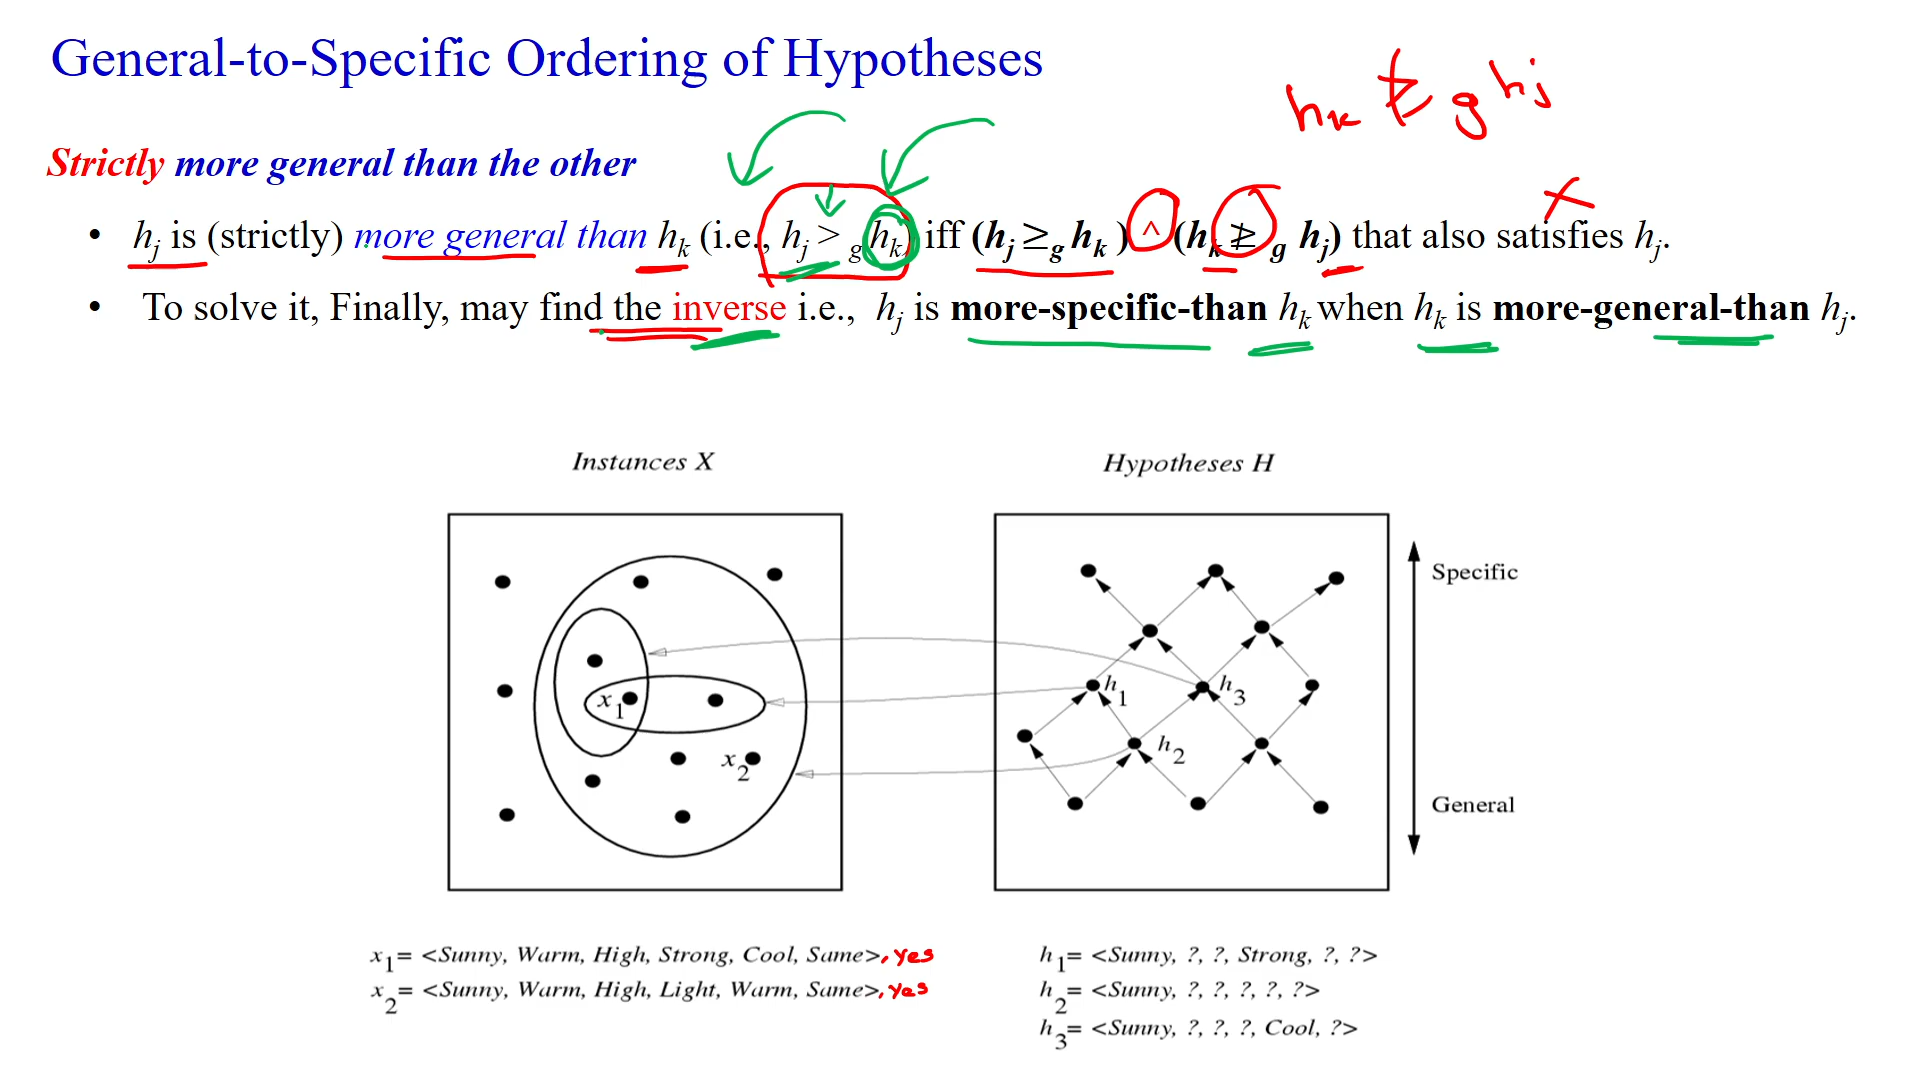 General-to-Specific Ordering of Hypotheses
hₖ ≱ g hj
Strictly more general than the other
• hj is (strictly) more general than hk (i.e., hj >g hk) iff (hj ≥g hk ) ^ (hk ≱g hj) that also satisfies hj.
• To solve it, Finally, may find the inverse i.e., hj is more-specific-than hk when hk is more-general-than hj.
Instances X
Hypotheses H
Specific
x1
h1
h3
x2
h2
General
x1= <Sunny, Warm, High, Strong, Cool, Same>, yes
x2= <Sunny, Warm, High, Light, Warm, Same>, yes
h1= <Sunny, ?, ?, Strong, ?, ?>
h2= <Sunny, ?, ?, ?, ?, ?>
h3= <Sunny, ?, ?, ?, Cool, ?>